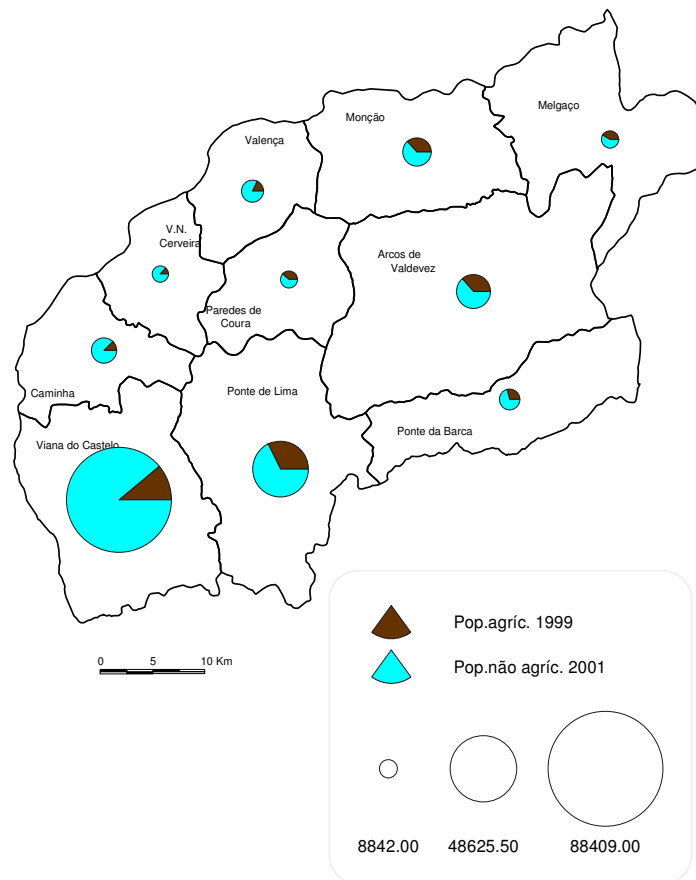 Melgaço
Monção
Valença
V.N.
Cerveira
Arcos de
Valdevez
Paredes de
Coura
Caminha
Ponte de Lima
Viana do Castelo
Ponte da Barca
0 5 10 Km
Pop.agríc. 1999
Pop.não agríc. 2001
8842.00 48625.50 88409.00